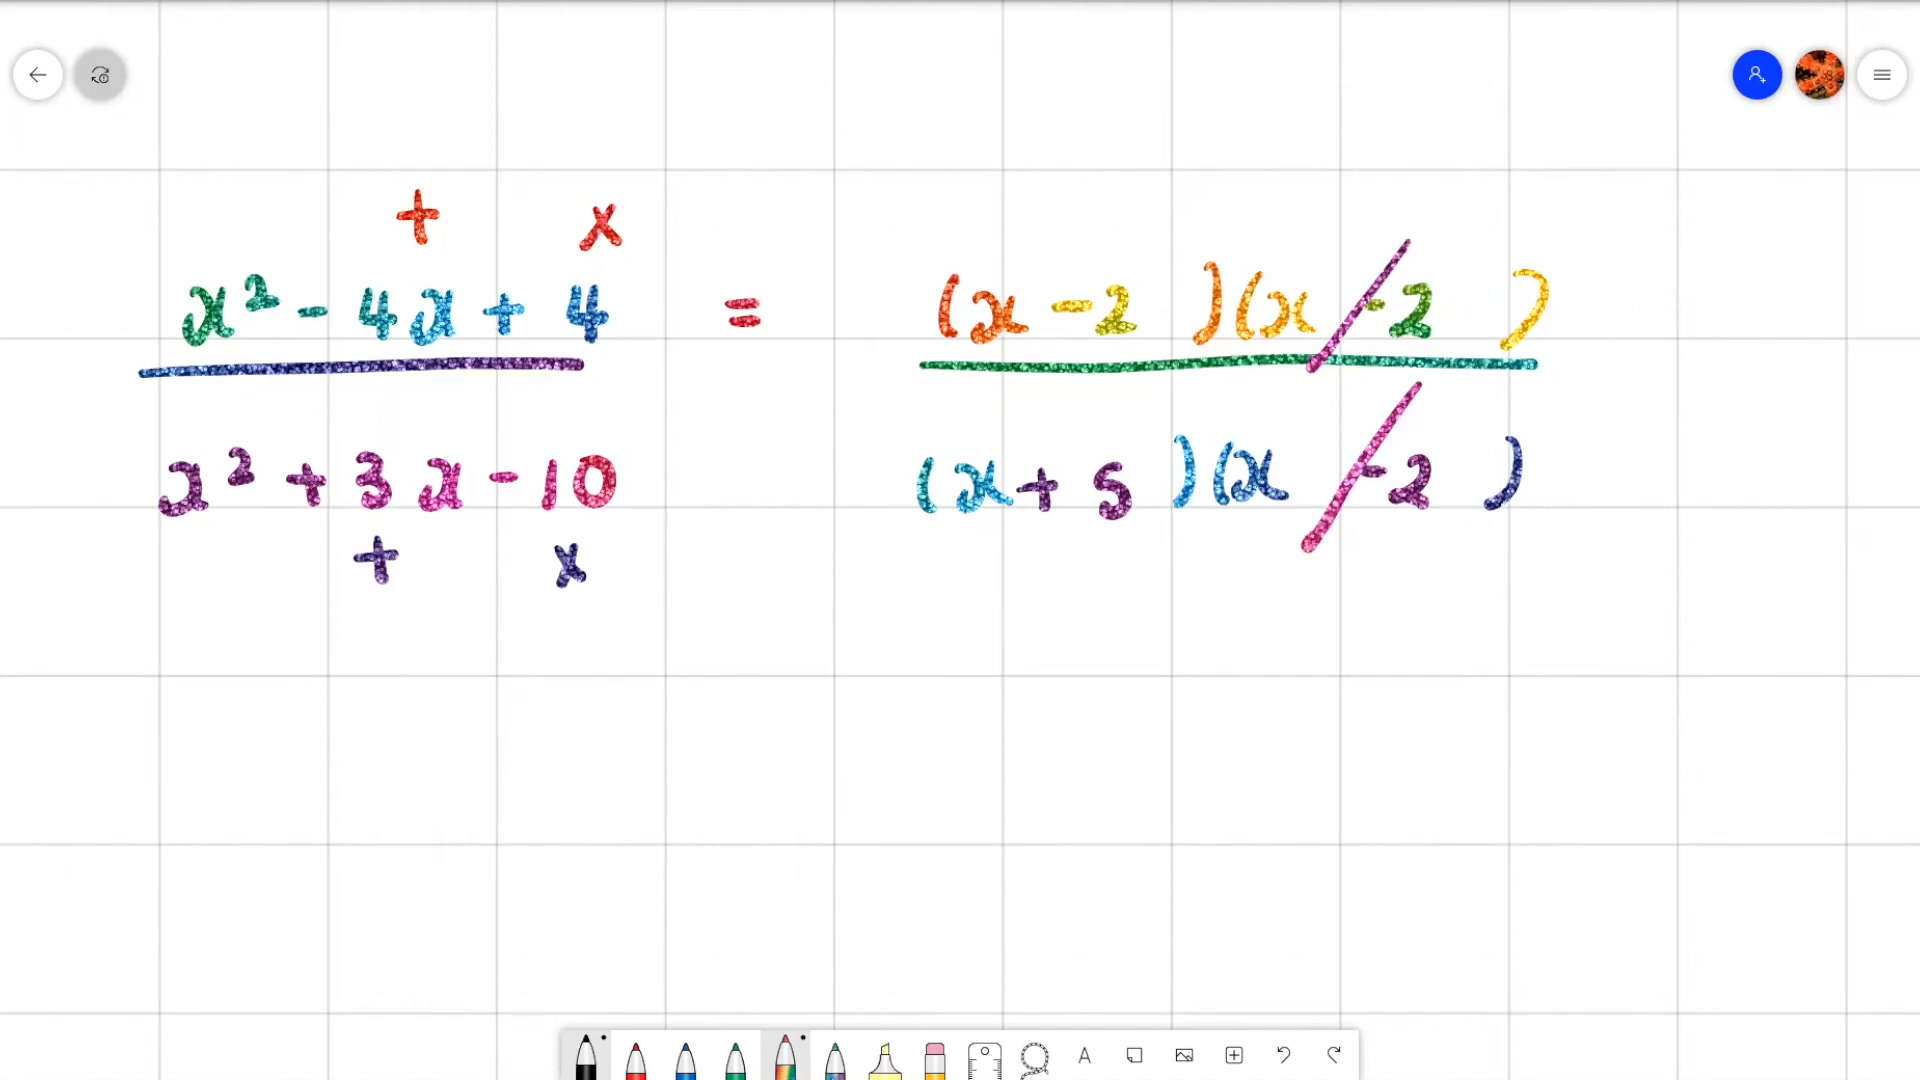 + x
x² - 4x + 4 = (x - 2)(x - 2)
x² + 3x - 10 (x + 5)(x - 2)
+ x
A